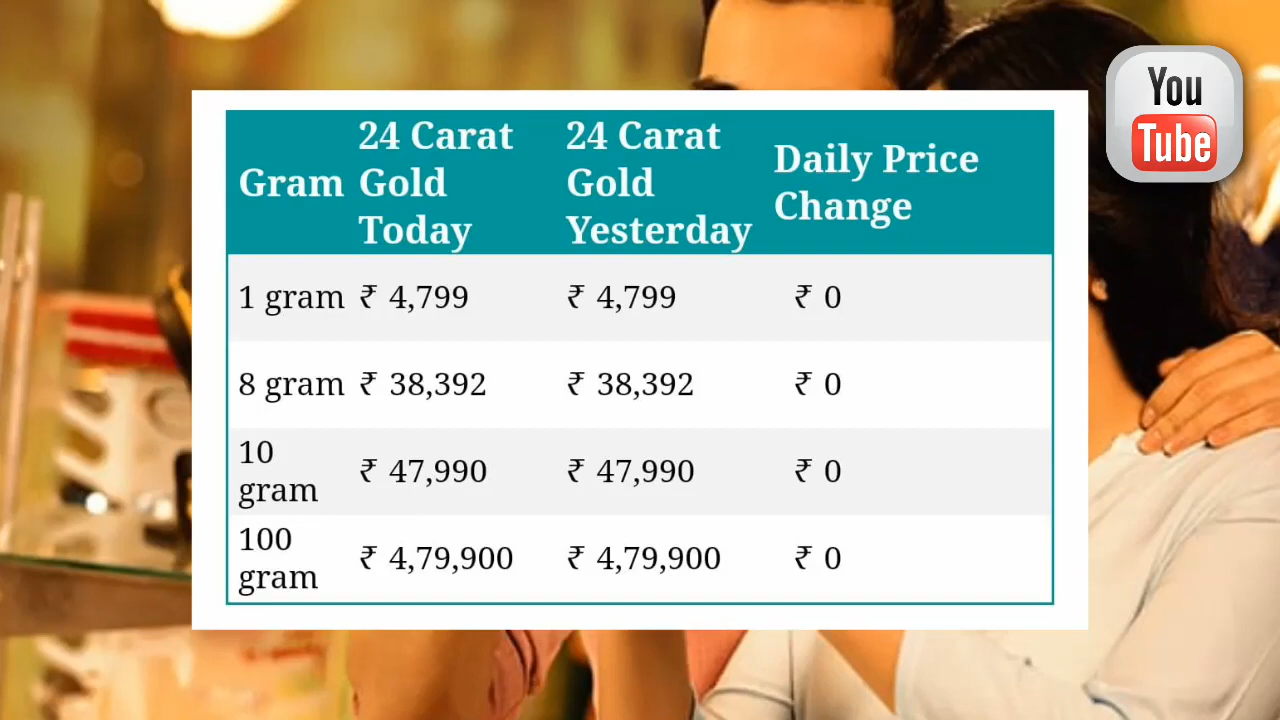 You
Tube
Gram
24 Carat
Gold
Today
24 Carat
Gold
Yesterday
Daily Price
Change
1 gram ₹ 4,799 ₹ 4,799 ₹ 0
8 gram ₹ 38,392 ₹ 38,392 ₹ 0
10
gram
₹ 47,990 ₹ 47,990 ₹ 0
100
gram
₹ 4,79,900 ₹ 4,79,900 ₹ 0